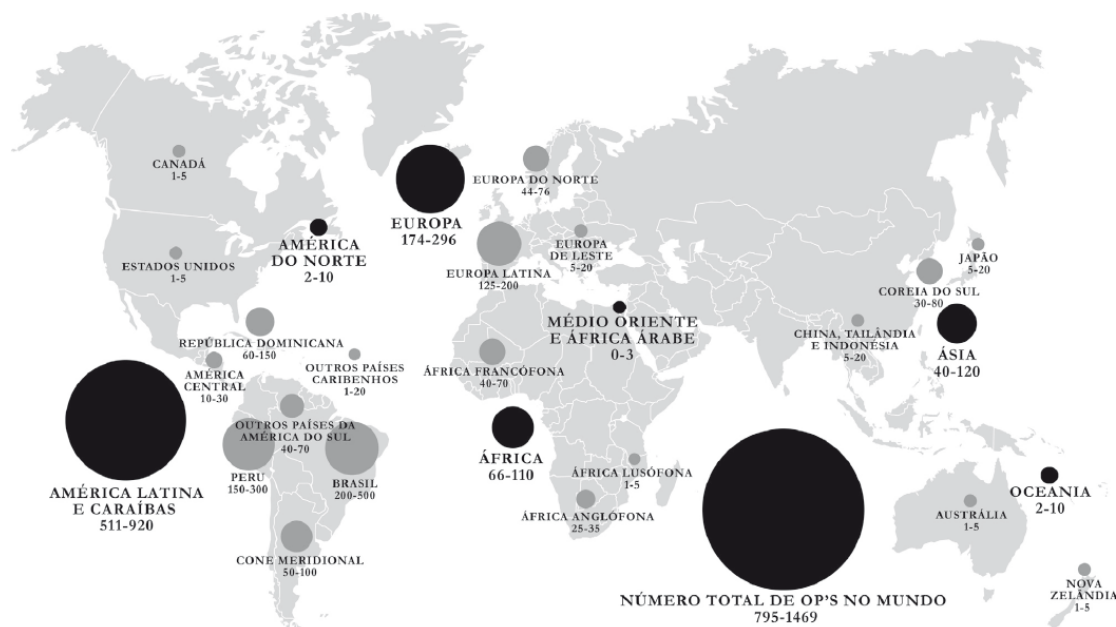 CANADÁ
1-5
ESTADOS UNIDOS
1-5
AMÉRICA
DO NORTE
2-10
EUROPA
174-296
EUROPA DO NORTE
44-76
EUROPA LATINA
125-200
EUROPA
DE LESTE
5-20
JAPÃO
5-20
COREIA DO SUL
30-80
CHINA, TAILÂNDIA
E INDONÉSIA
5-20
ÁSIA
40-120
MÉDIO ORIENTE
E ÁFRICA ÁRABE
0-3
REPÚBLICA DOMINICANA
60-150
AMÉRICA
CENTRAL
10-30
OUTROS PAÍSES
CARIBENHOS
1-20
ÁFRICA FRANCÓFONA
40-70
OUTROS PAÍSES DA
AMÉRICA DO SUL
40-70
PERU
150-300
BRASIL
200-500
AMÉRICA LATINA
E CARAÍBAS
511-920
CONE MERIDIONAL
50-100
ÁFRICA
66-110
ÁFRICA LUSÓFONA
1-5
ÁFRICA ANGLÓFONA
25-35
OCEANIA
2-10
AUSTRÁLIA
1-5
NOVA
ZELÂNDIA
1-5
NÚMERO TOTAL DE OP'S NO MUNDO
795-1469